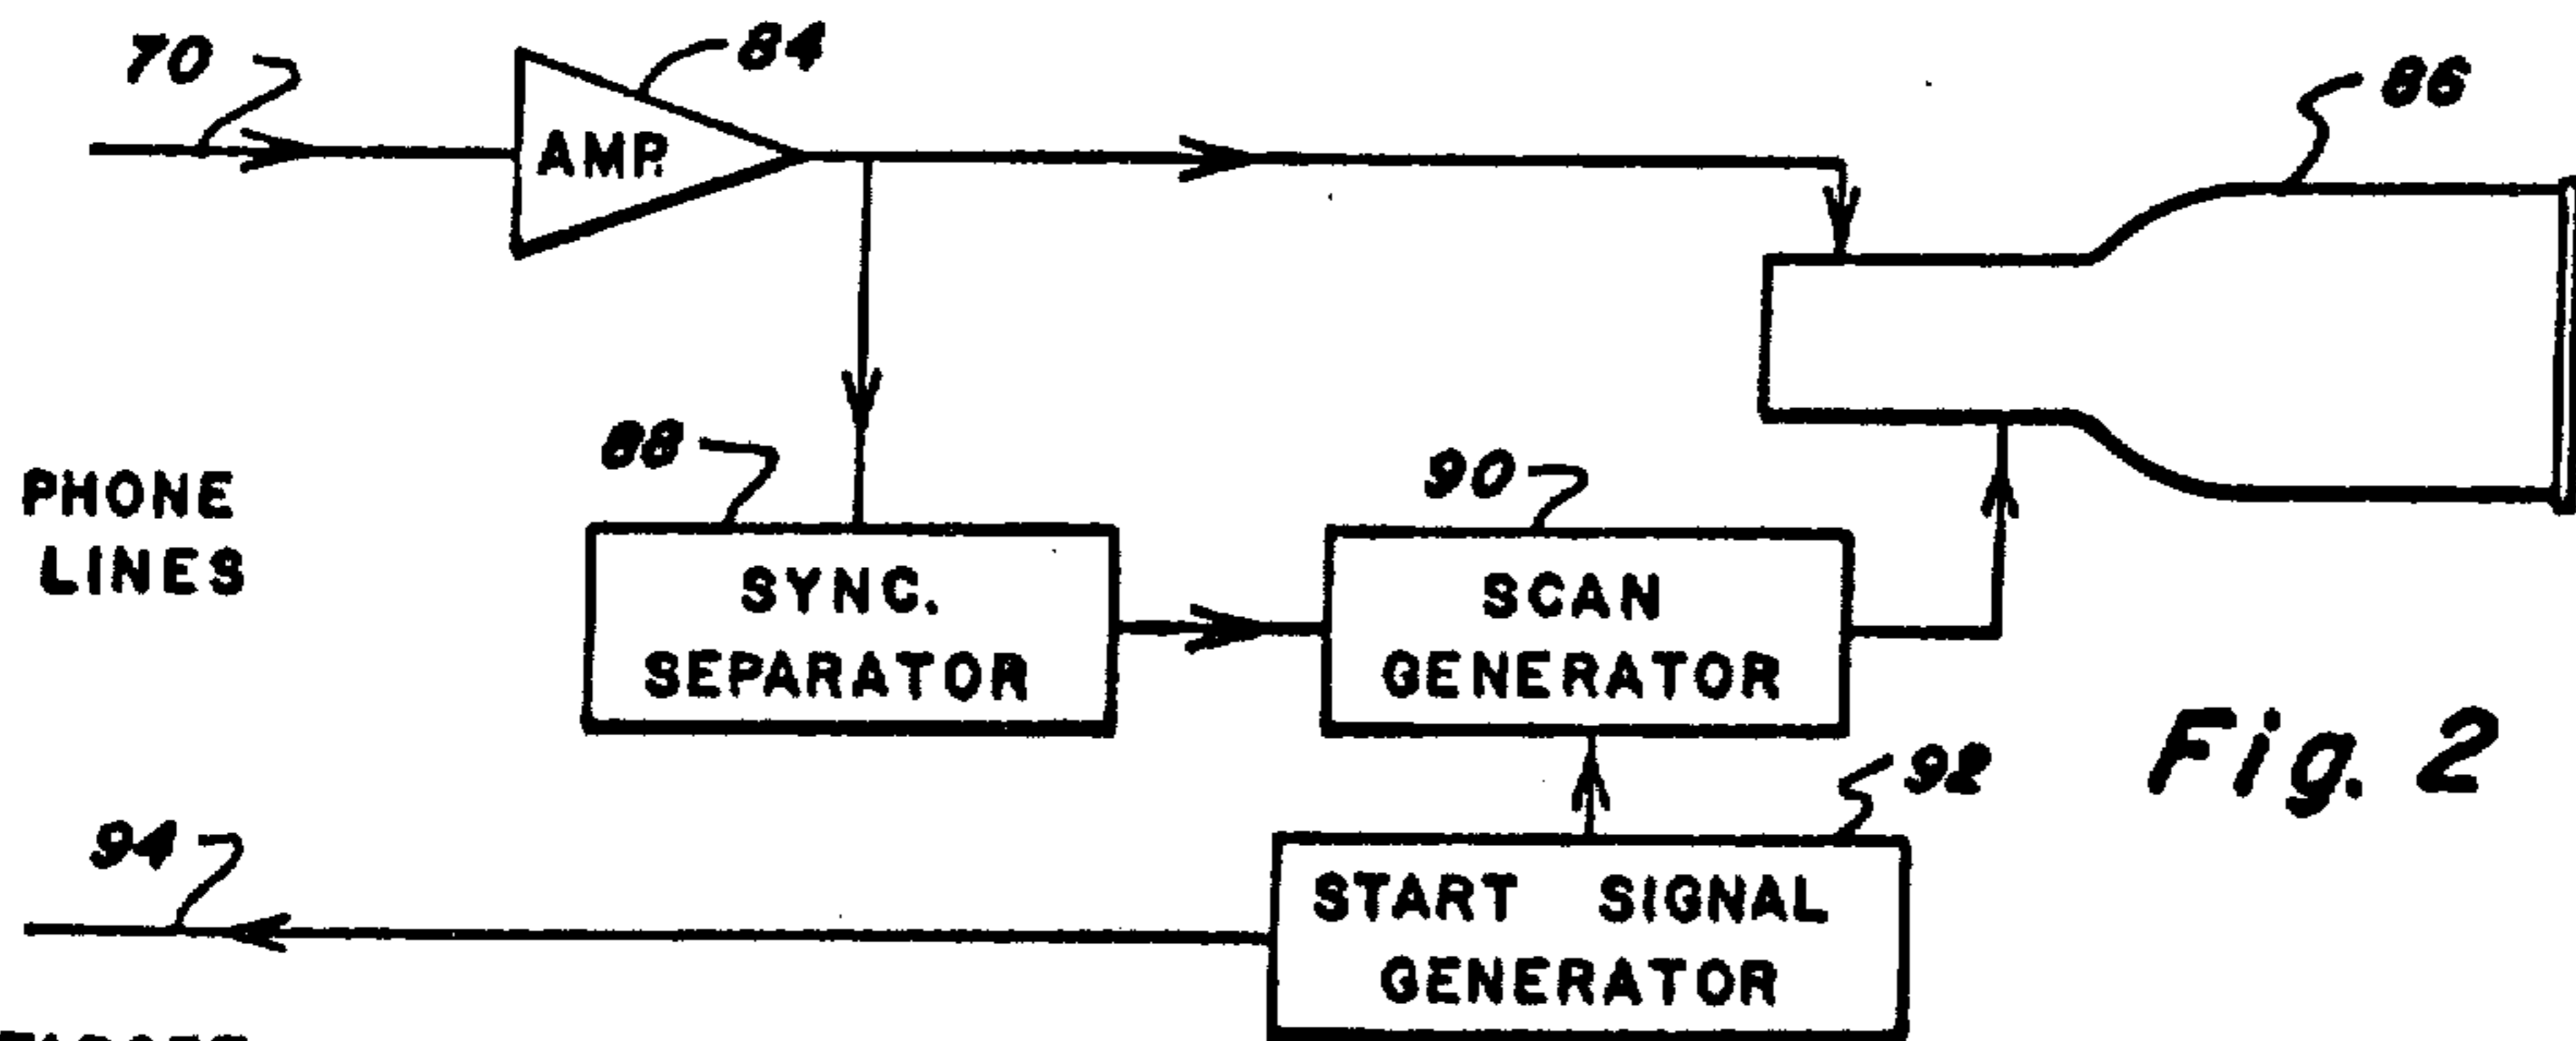 70
84
86
AMP.
PHONE
LINES
88
90
SYNC.
SEPARATOR
SCAN
GENERATOR
Fig. 2
92
94
START SIGNAL
GENERATOR